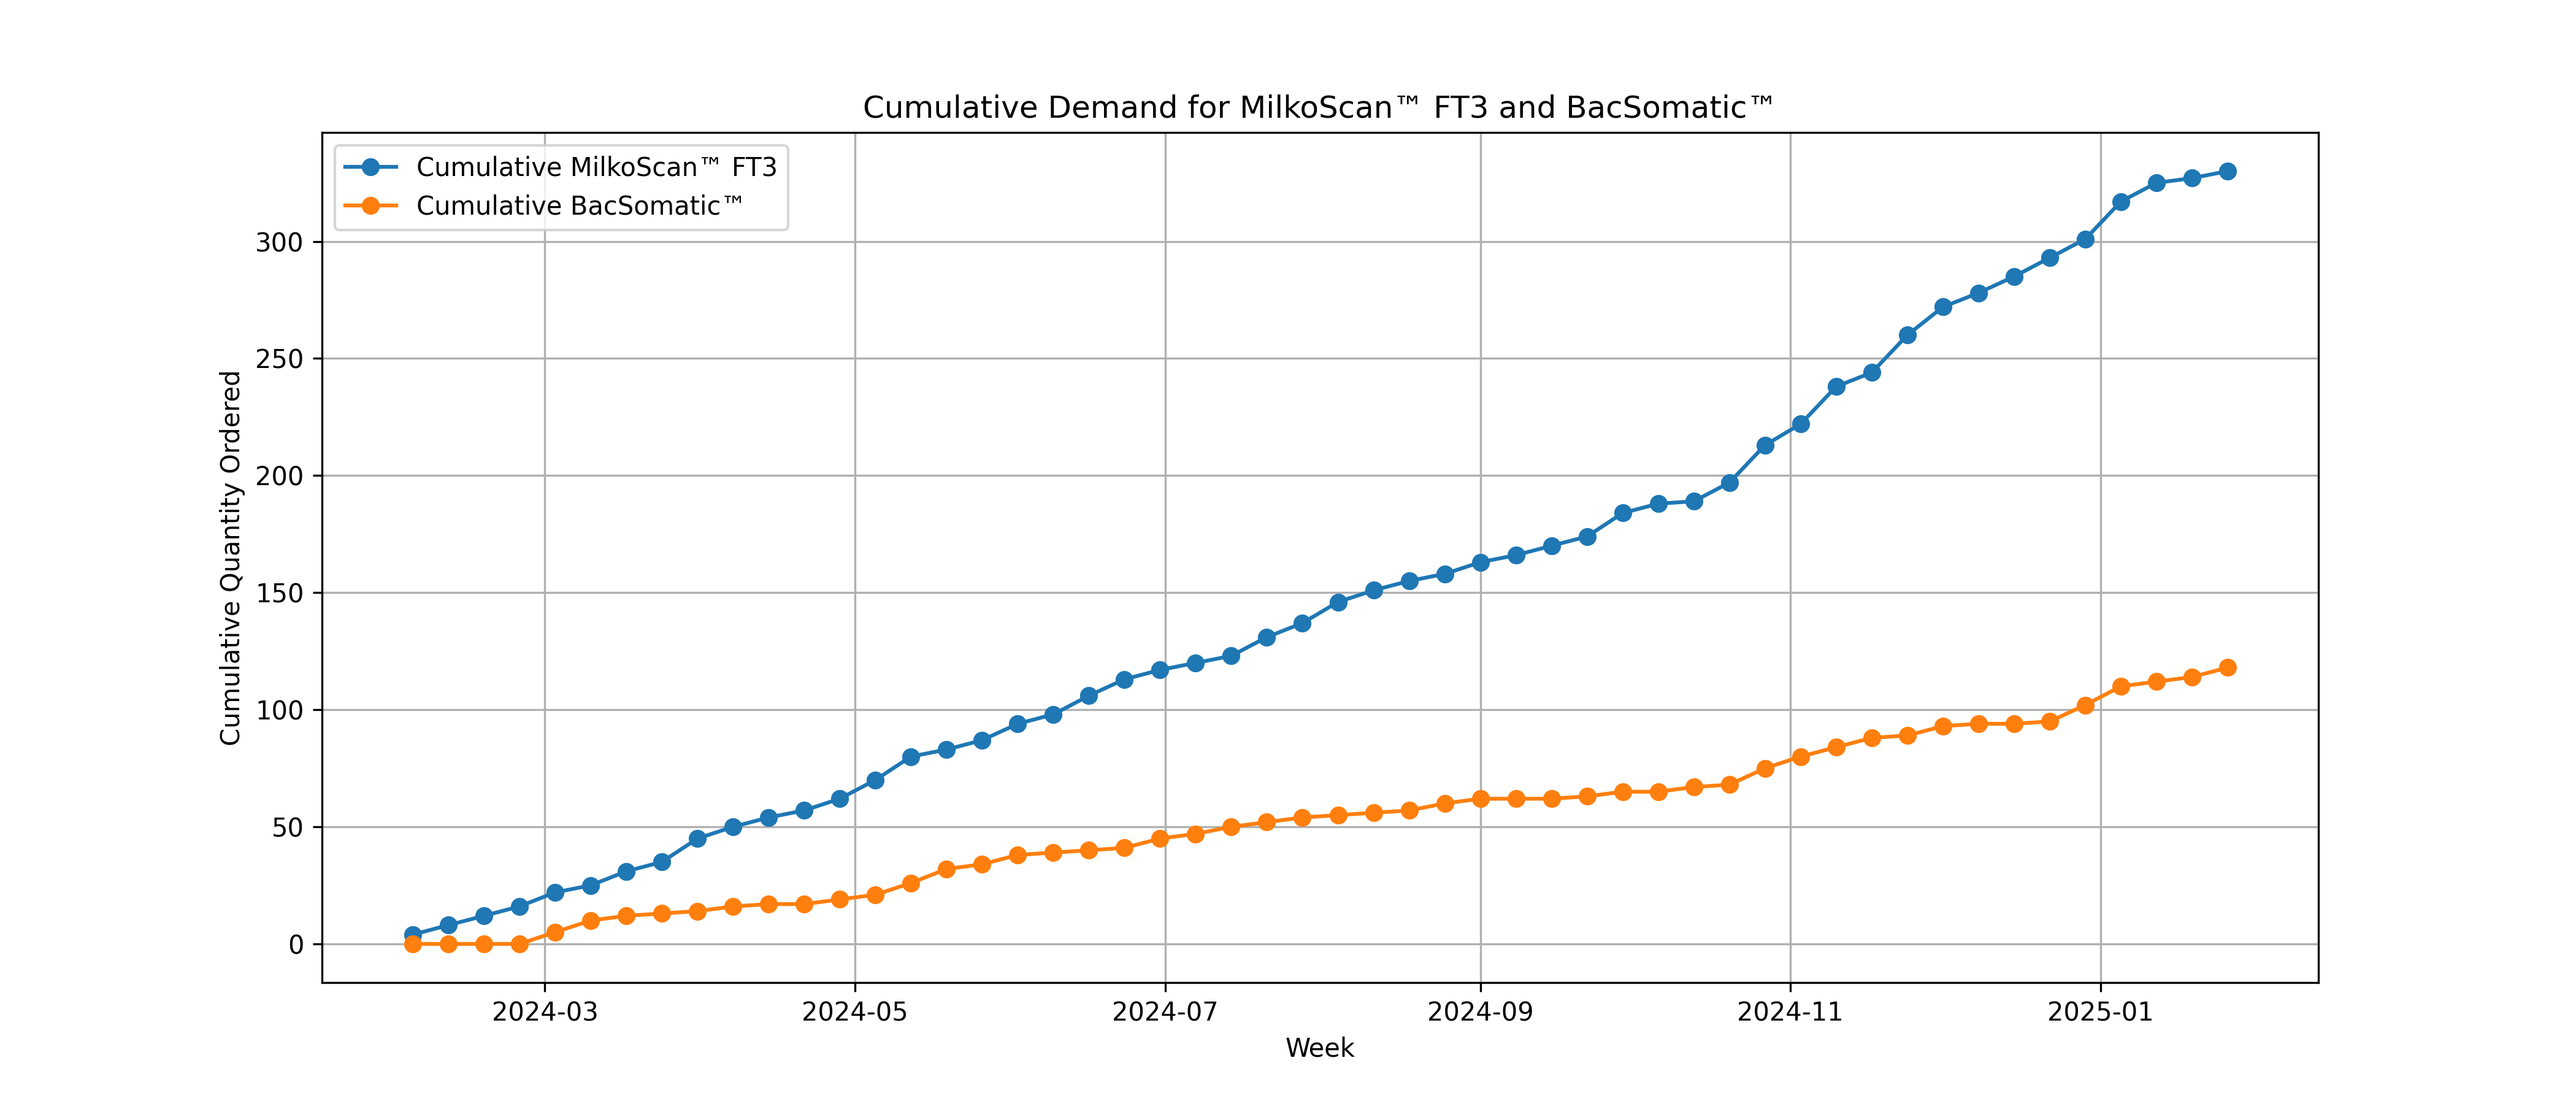 Cumulative Demand for MilkoScan™ FT3 and BacSomatic™
Cumulative MilkoScan™ FT3
Cumulative BacSomatic™
Cumulative Quantity Ordered
300
250
200
150
100
50
0
2024-03 2024-05 2024-07 2024-09 2024-11 2025-01
Week